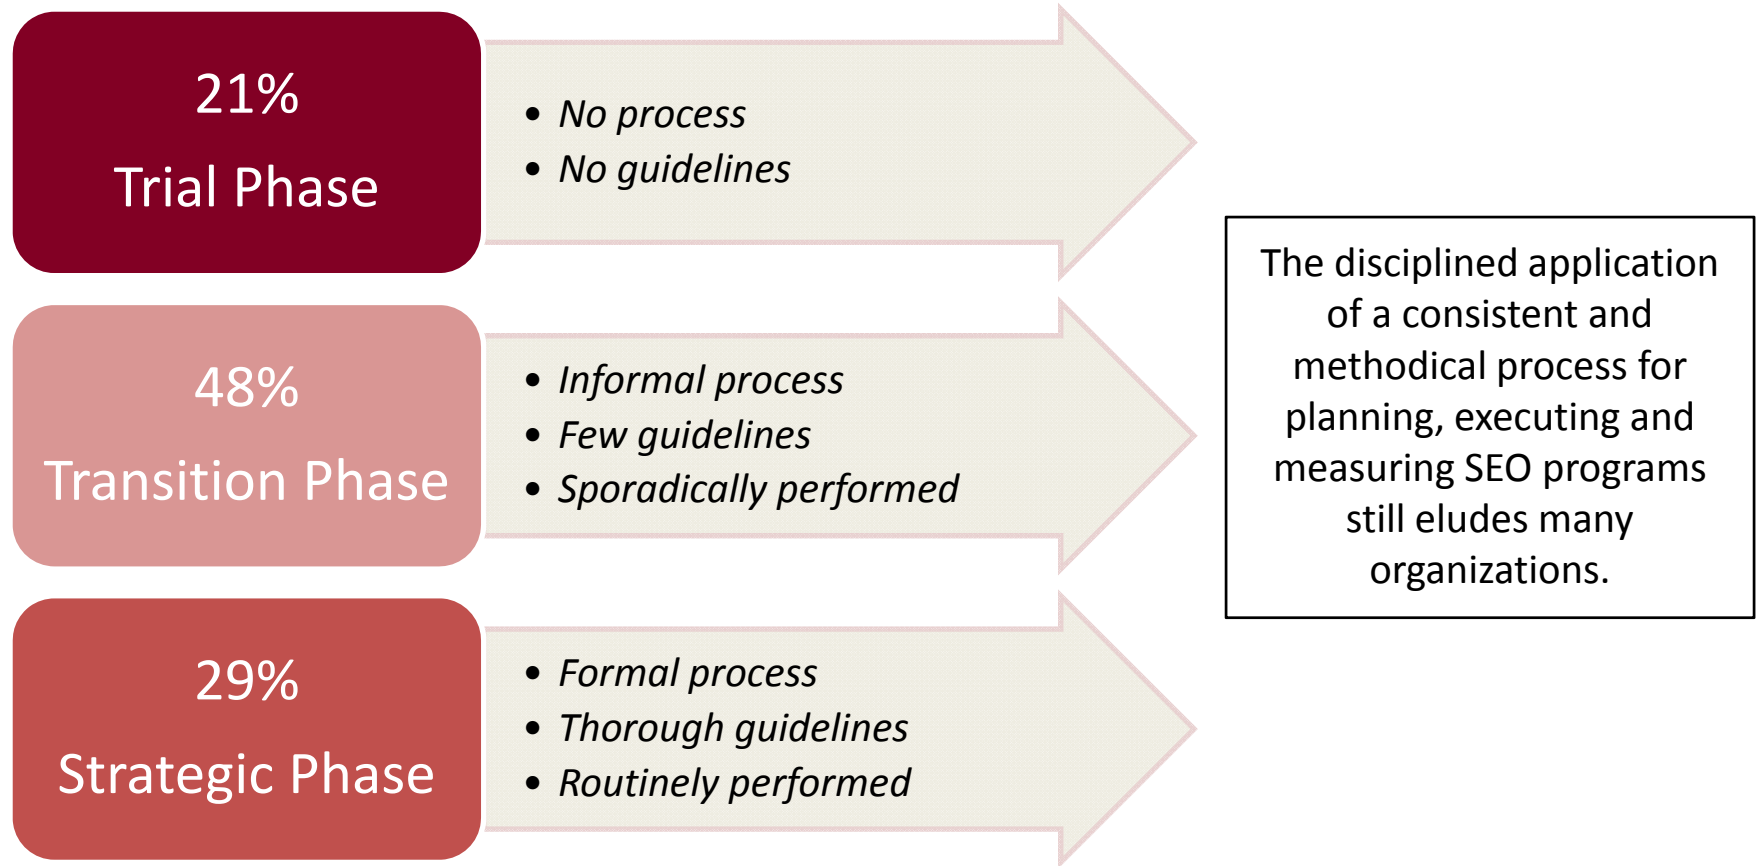 21%
Trial Phase
• No process
• No guidelines
48%
Transition Phase
• Informal process
• Few guidelines
• Sporadically performed
29%
Strategic Phase
• Formal process
• Thorough guidelines
• Routinely performed
The disciplined application
of a consistent and
methodical process for
planning, executing and
measuring SEO programs
still eludes many
organizations.